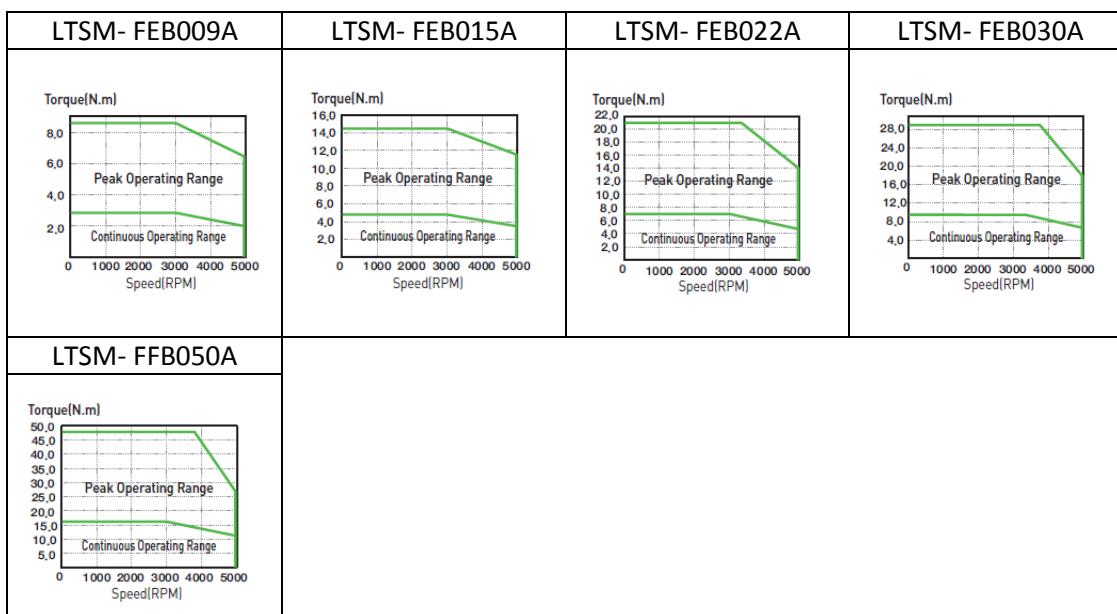 LTSM- FEB009A
LTSM- FEB015A
LTSM- FEB022A
LTSM- FEB030A
Torque(N.m)
8,0
6,0
4,0
2,0
Peak Operating Range
Continuous Operating Range
0 1000 2000 3000 4000 5000
Speed(RPM)
Torque(N.m)
16,0
14,0
12,0
10,0
8,0
6,0
4,0
2,0
Peak Operating Range
Continuous Operating Range
0 1000 2000 3000 4000 5000
Speed(RPM)
Torque(N.m)
22,0
20,0
18,0
16,0
14,0
12,0
10,0
8,0
6,0
4,0
2,0
Peak Operating Range
Continuous Operating Range
0 1000 2000 3000 4000 5000
Speed(RPM)
Torque(N.m)
28,0
24,0
20,0
16,0
12,0
8,0
4,0
Peak Operating Range
Continuous Operating Range
0 1000 2000 3000 4000 5000
Speed(RPM)
LTSM- FFB050A
Torque(N.m)
50,0
45,0
40,0
35,0
30,0
25,0
20,0
15,0
10,0
5,0
Peak Operating Range
Continuous Operating Range
0 1000 2000 3000 4000 5000
Speed(RPM)